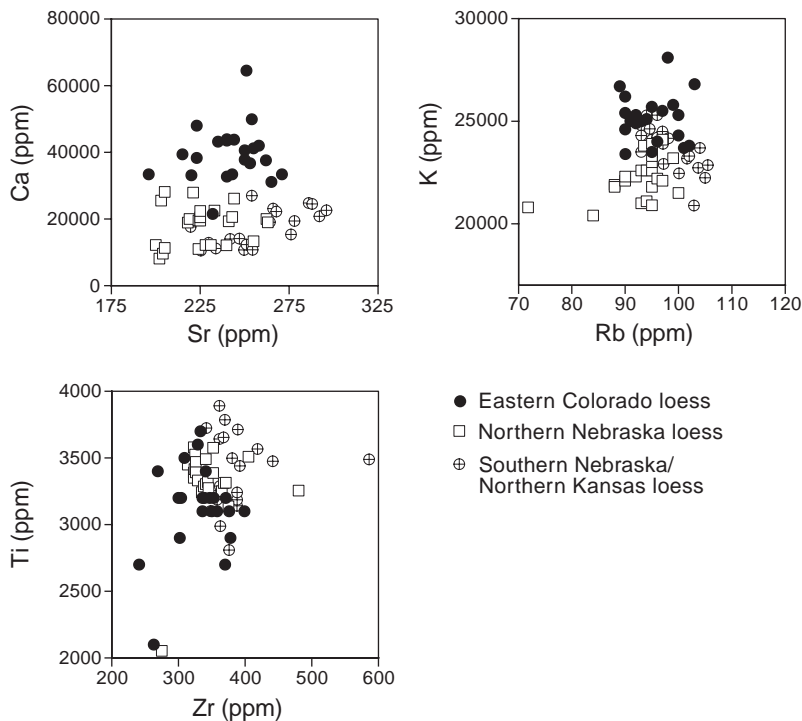 80000
60000
40000
20000
0
Ca (ppm)
175 225 275 325
Sr (ppm)
30000
25000
20000
K (ppm)
70 80 90 100 110 120
Rb (ppm)
4000
3500
3000
2500
2000
Ti (ppm)
200 300 400 500 600
Zr (ppm)
Eastern Colorado loess
Northern Nebraska loess
Southern Nebraska/
Northern Kansas loess